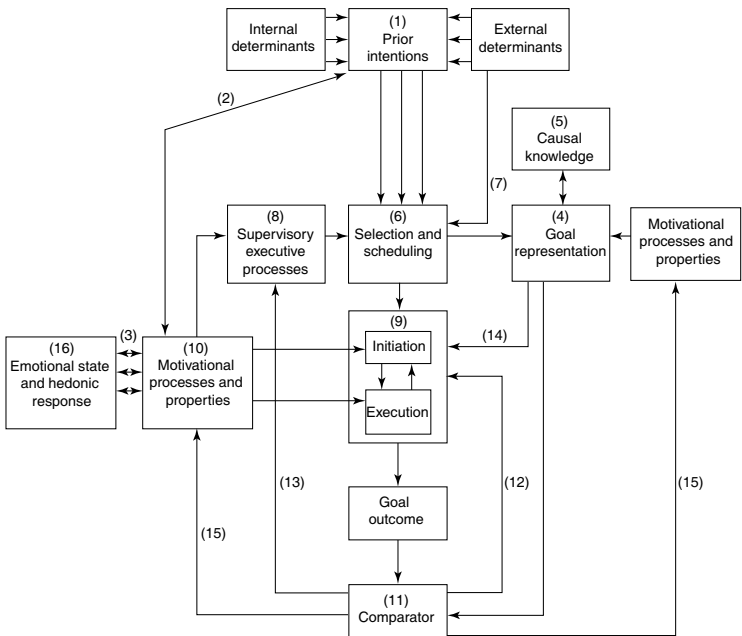 Internal
determinants
(1)
Prior
intentions
External
determinants
(2)
(5)
Causal
knowledge
(7)
(8)
Supervisory
executive
processes
(6)
Selection and
scheduling
(4)
Goal
representation
Motivational
processes and
properties
(16)
Emotional state
and hedonic
response
(3)
(10)
Motivational
processes and
properties
(9)
Initiation
Execution
(14)
(13)
(12)
(15)
(15)
Goal
outcome
(11)
Comparator